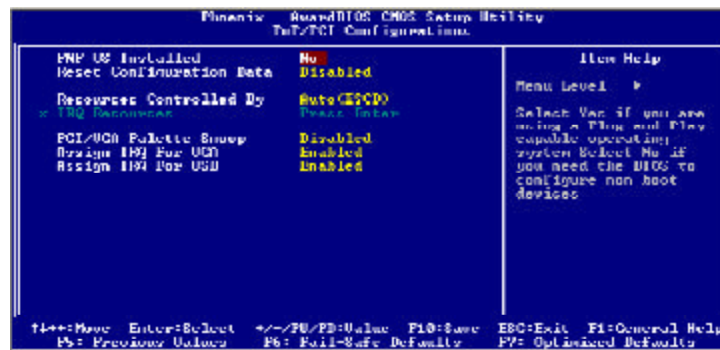 Phoenix - AwardBIOS CMOS Setup Utility
PnP/PCI Configurations
PNP OS Installed No
Reset Configuration Data Disabled
Resources Controlled By Auto(ESCD)
x IRQ Resources Press Enter
PCI/VGA Palette Snoop Disabled
Assign IRQ For VGA Enabled
Assign IRQ For USB Enabled
Item Help
Menu Level ▶
Select Yes if you are
using a Plug and Play
capable operating
system Select No if
you need the BIOS to
configure non boot
devices
↑↓→←:Move Enter:Select +/-/PU/PD:Value F10:Save ESC:Exit F1:General Help
F5: Previous Values F6: Fail-Safe Defaults F7: Optimized Defaults